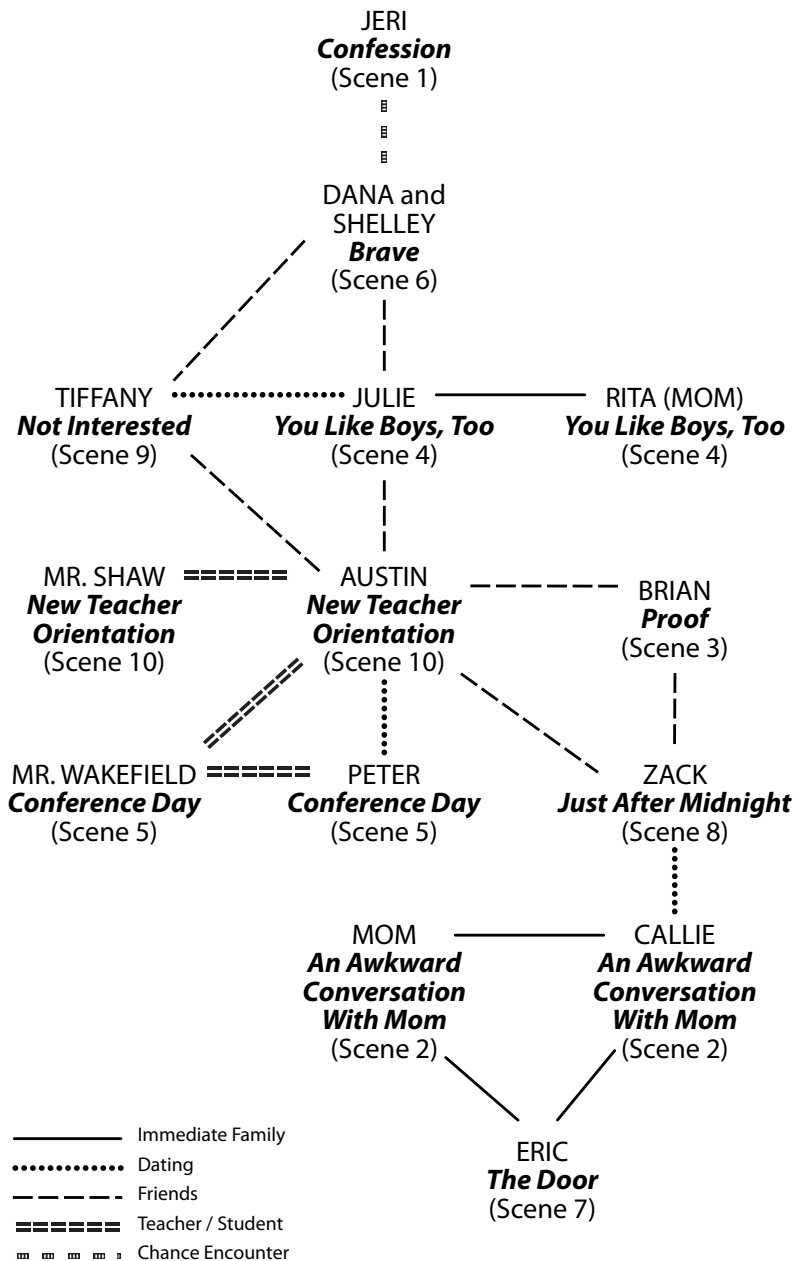 JERI
Confession
(Scene 1)
DANA and
SHELLEY
Brave
(Scene 6)
TIFFANY
Not Interested
(Scene 9)
JULIE
You Like Boys, Too
(Scene 4)
RITA (MOM)
You Like Boys, Too
(Scene 4)
MR. SHAW
New Teacher
Orientation
(Scene 10)
AUSTIN
New Teacher
Orientation
(Scene 10)
BRIAN
Proof
(Scene 3)
MR. WAKEFIELD
Conference Day
(Scene 5)
PETER
Conference Day
(Scene 5)
ZACK
Just After Midnight
(Scene 8)
MOM
An Awkward
Conversation
With Mom
(Scene 2)
CALLIE
An Awkward
Conversation
With Mom
(Scene 2)
ERIC
The Door
(Scene 7)
Immediate Family
Dating
Friends
Teacher / Student
Chance Encounter